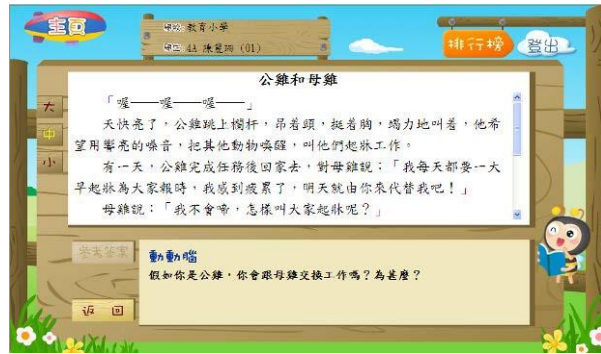 主頁
學校: 教育小學
學生: 4A 陳星河 (01)
排行榜
登出
大
中
小
公雞和母雞
「喔——喔——喔——」
天快亮了,公雞跳上欄杆,昂着頭,挺着胸,竭力地叫着,他希
望用響亮的嗓音,把其他動物喚醒,叫他們起牀工作。
有一天,公雞完成任務後回家去,對母雞說:「我每天都要一大
早起牀為大家報時,我感到疲累了,明天就由你來代替我吧!」
母雞說:「我不會啼,怎樣叫大家起牀呢?」
參考答案
動動腦
假如你是公雞,你會跟母雞交換工作嗎?為甚麼?
返回